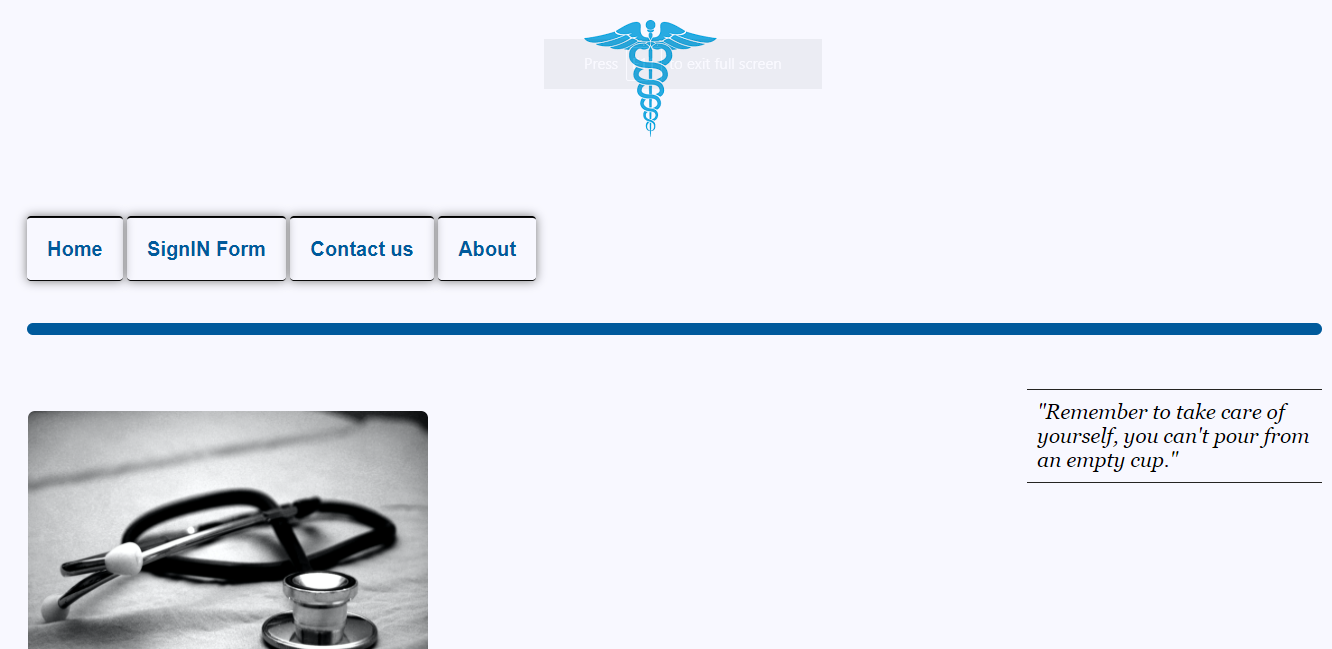 Press to exit full screen
Home
SignIN Form
Contact us
About
"Remember to take care of
yourself, you can't pour from
an empty cup."